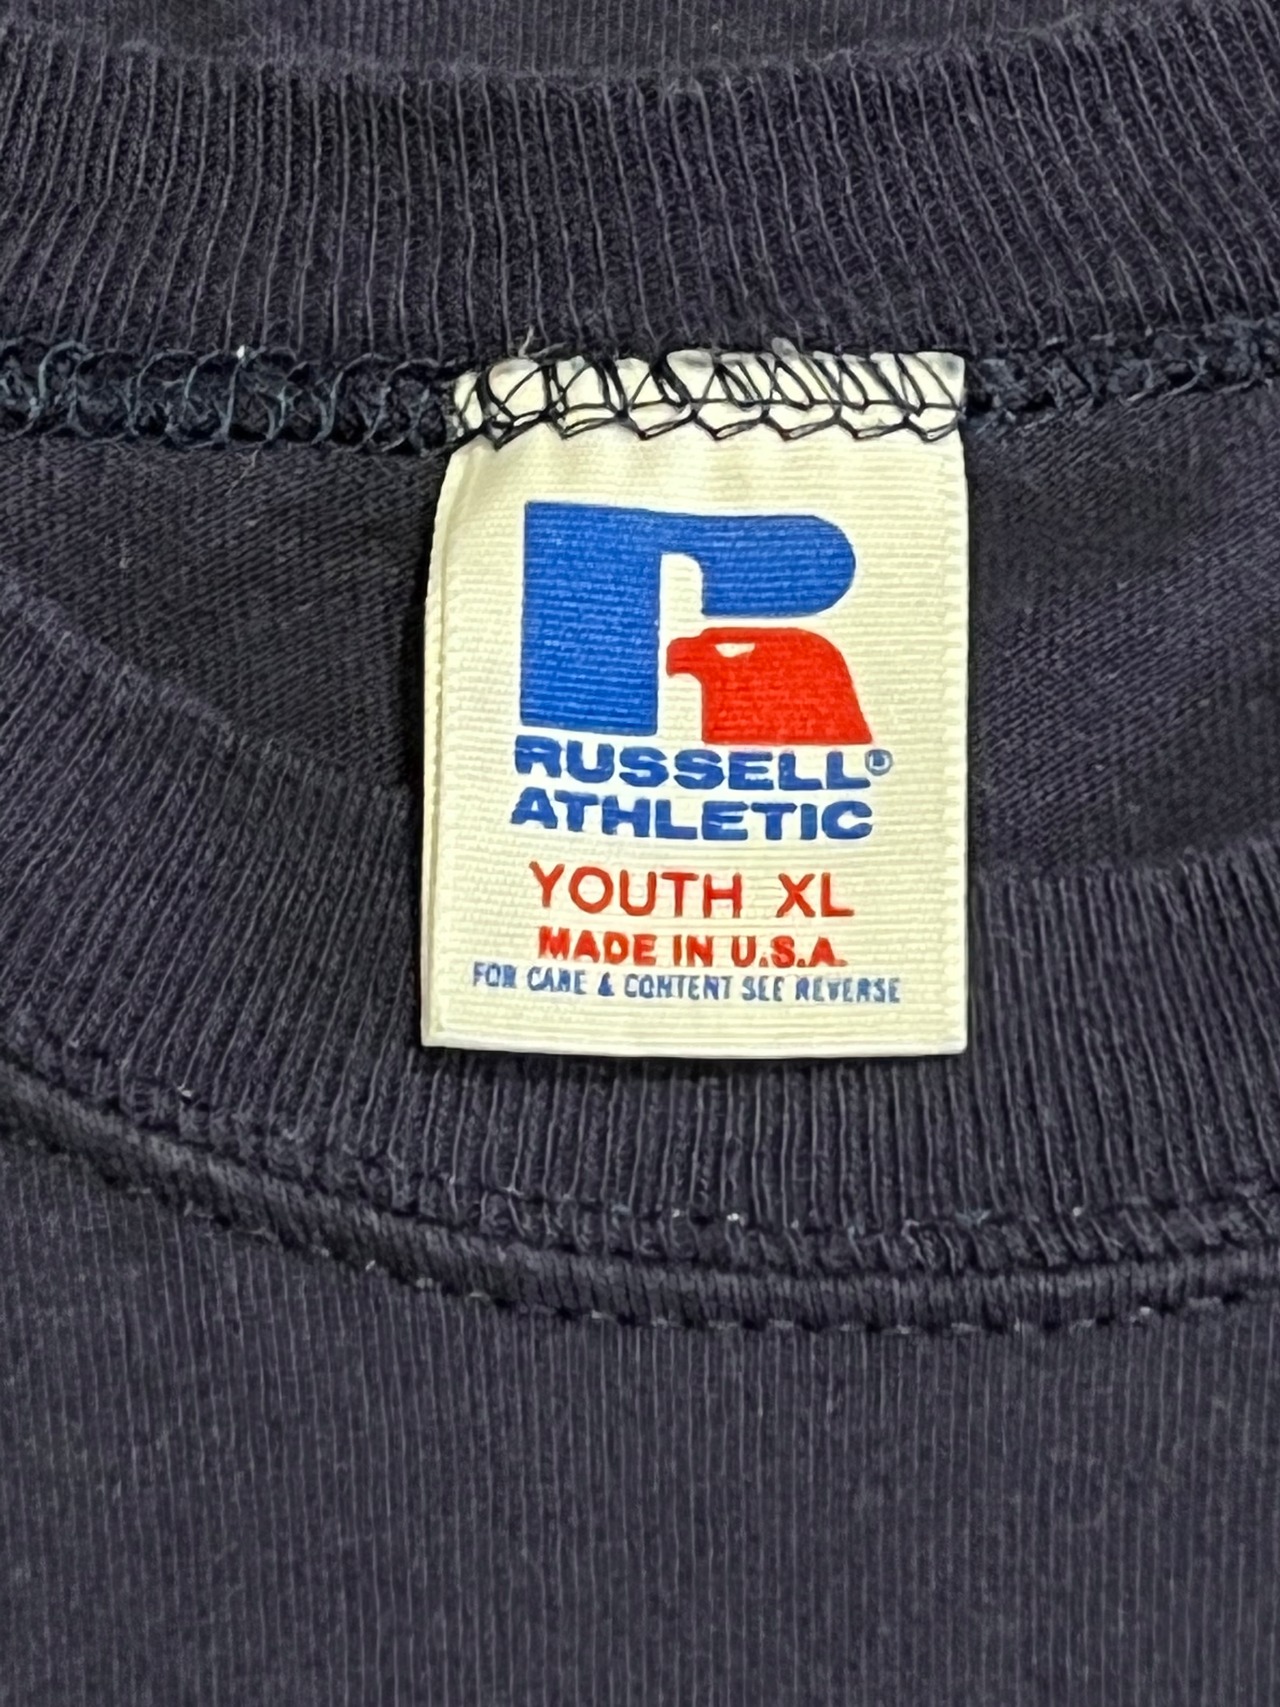 R
RUSSELL®
ATHLETIC
YOUTH XL
MADE IN U.S.A.
FOR CARE & CONTENT SEE REVERSE